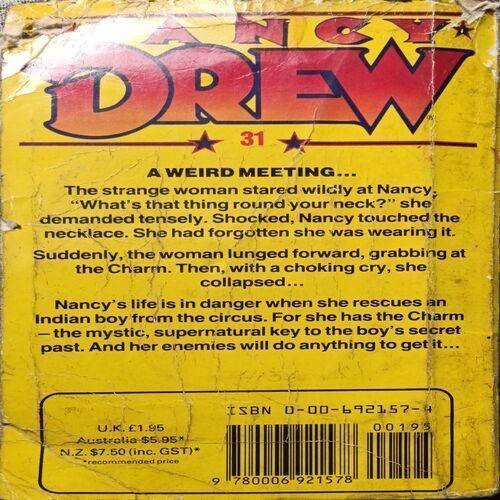 NANCY
DREW
31
A WEIRD MEETING...
The strange woman stared wildly at Nancy.
"What's that thing round your neck?" she
demanded tensely. Shocked, Nancy touched the
necklace. She had forgotten she was wearing it.
Suddenly, the woman lunged forward, grabbing at
the Charm. Then, with a choking cry, she
collapsed...
Nancy's life is in danger when she rescues an
Indian boy from the circus. For she has the Charm
—the mystic, supernatural key to the boy's secret
past. And her enemies will do anything to get it...
U.K. £1.95
Australia $5.95*
N.Z. $7.50 (inc. GST)*
*recommended price
ISBN 0-00-692157-4
00195
9 780006 921578